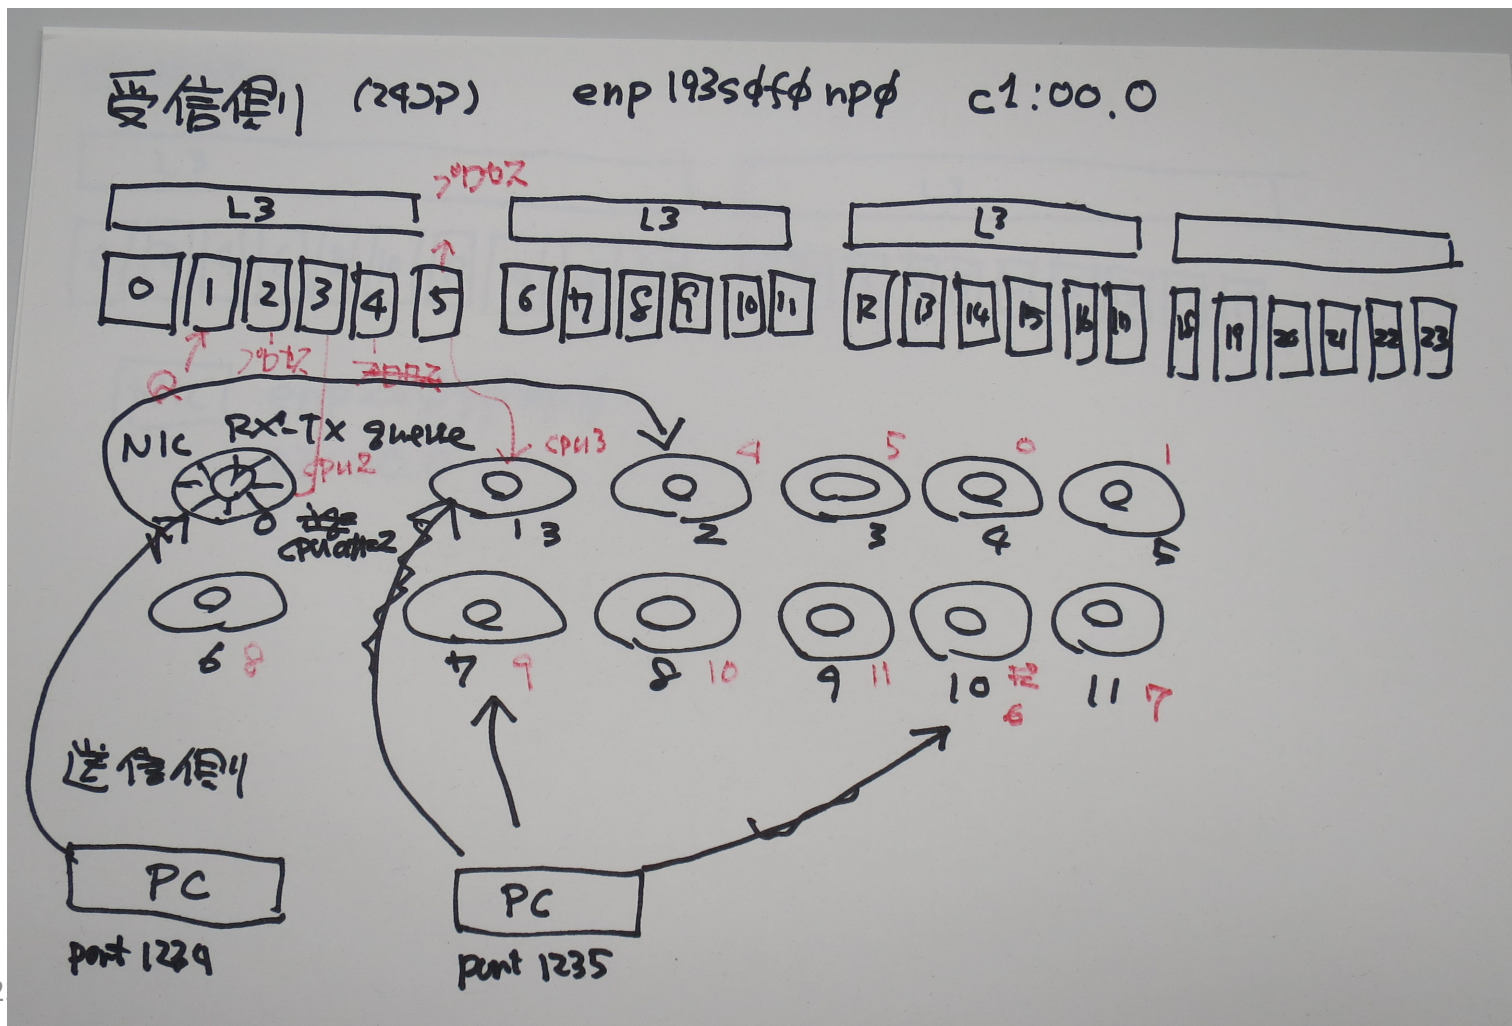 受信側 (24コア) enp193s0f0np0 c1:00.0
プロセス
L3 L3 L3
0 1 2 3 4 5 6 7 8 9 10 11 12 13 14 15 16 17 18 19 20 21 22 23
Q プロセス プロセス
NIC RX-TX queue
cpu2 cpu3 4 5 0 1
0 1 3 2 3 4 5
6 8 7 9 8 10 9 11 10 6 11 7
送信側
PC PC
port 1234 port 1235